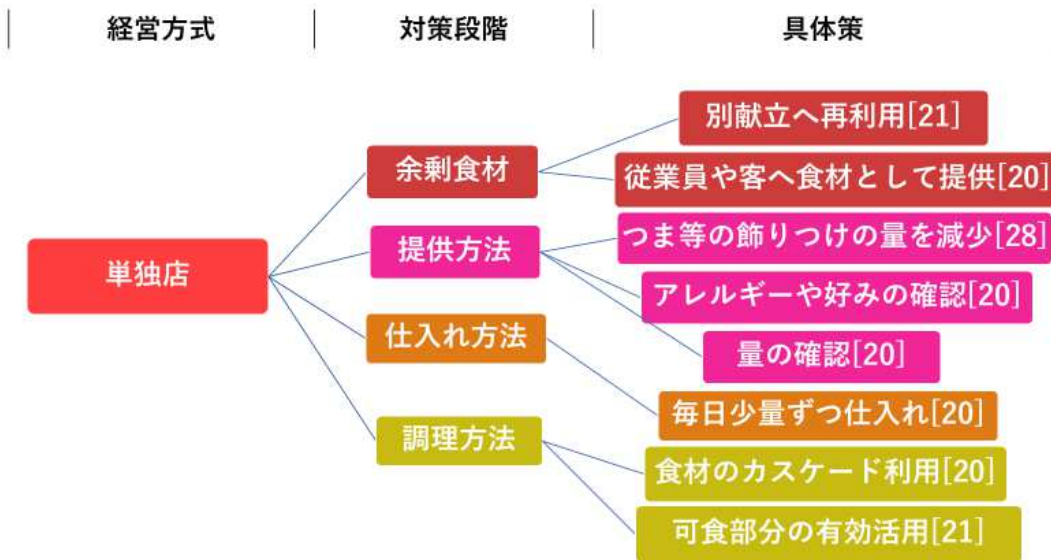 経営方式
対策段階
具体策
単独店
余剰食材
別献立へ再利用[21]
従業員や客へ食材として提供[20]
提供方法
つま等の飾りつけの量を減少[28]
アレルギーや好みの確認[20]
量の確認[20]
仕入れ方法
毎日少量ずつ仕入れ[20]
調理方法
食材のカスケード利用[20]
可食部分の有効活用[21]